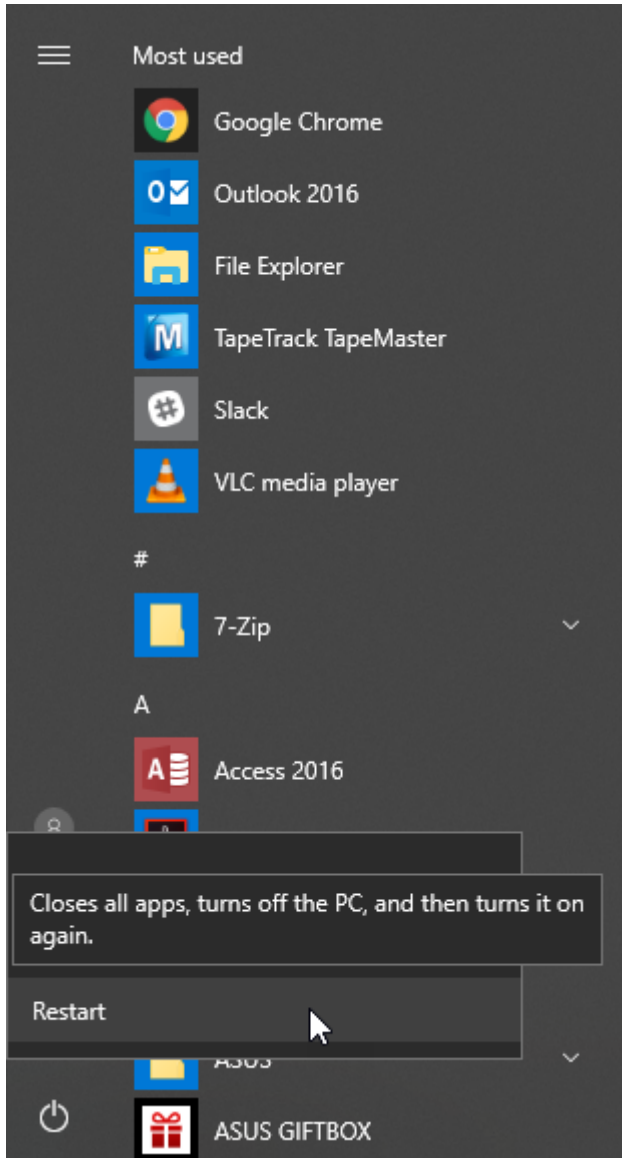 Most used
Google Chrome
Outlook 2016
File Explorer
TapeTrack TapeMaster
Slack
VLC media player
#
7-Zip
A
Access 2016
Closes all apps, turns off the PC, and then turns it on
again.
Restart
ASUS
ASUS GIFTBOX